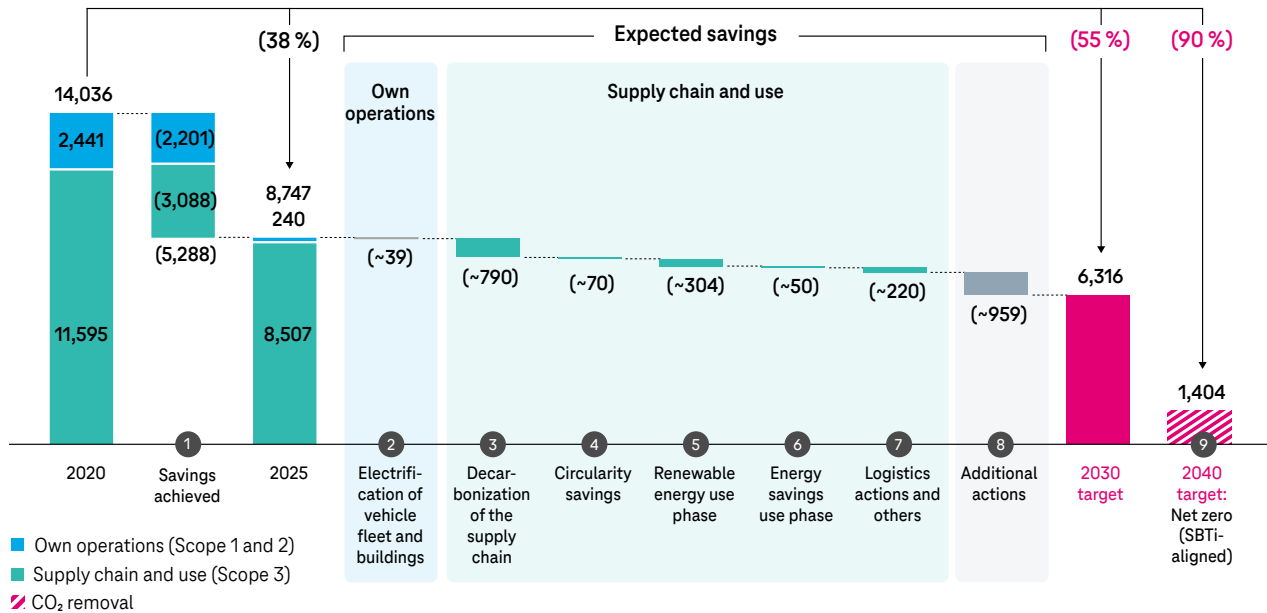 (38 %)
Expected savings
(55 %)
(90 %)
Own
operations
Supply chain and use
14,036
2,441
11,595
(2,201)
(3,088)
(5,288)
8,747
240
8,507
(~39)
(~790)
(~70)
(~304)
(~50)
(~220)
(~959)
6,316
1,404
1
2
3
4
5
6
7
8
9
2020
Savings
achieved
2025
Electrifi-
cation of
vehicle
fleet and
buildings
Decar-
bonization
of the
supply
chain
Circularity
savings
Renewable
energy use
phase
Energy
savings
use phase
Logistics
actions and
others
Additional
actions
2030
target
2040
target:
Net zero
(SBTi-
aligned)
Own operations (Scope 1 and 2)
Supply chain and use (Scope 3)
CO₂ removal